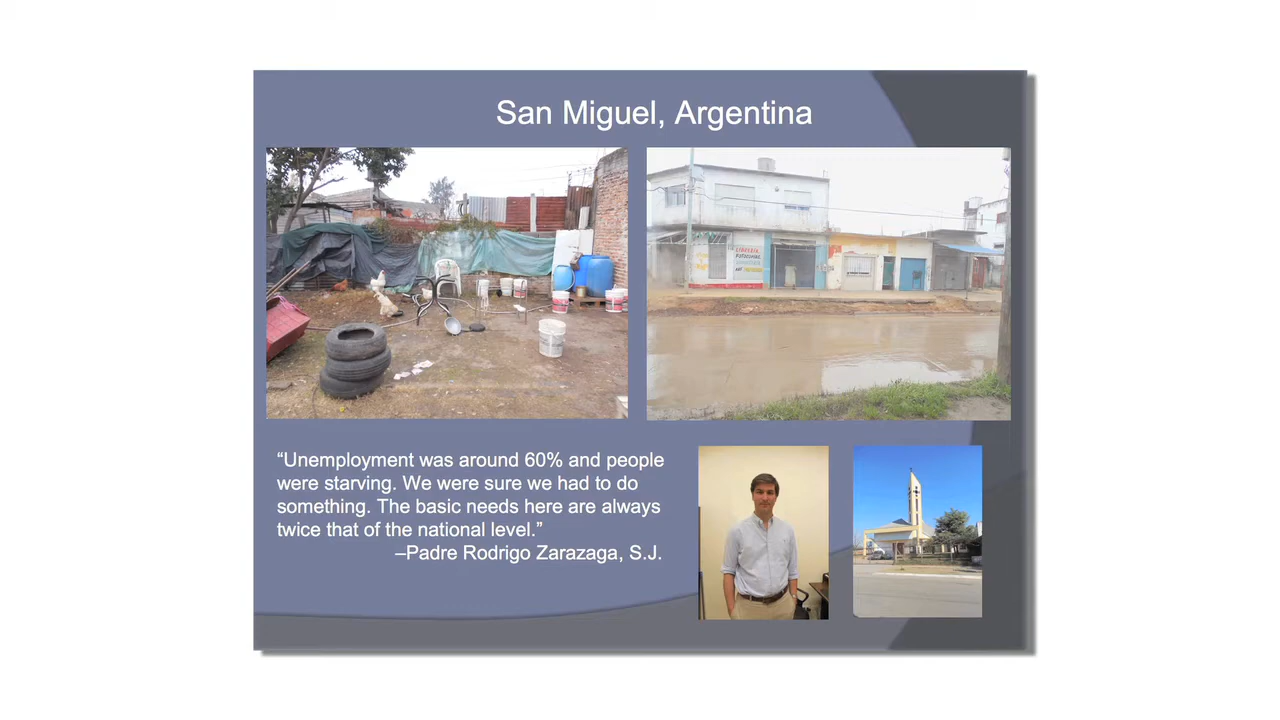 San Miguel, Argentina
LIBRERIA
“Unemployment was around 60% and people
were starving. We were sure we had to do
something. The basic needs here are always
twice that of the national level.”
–Padre Rodrigo Zarazaga, S.J.